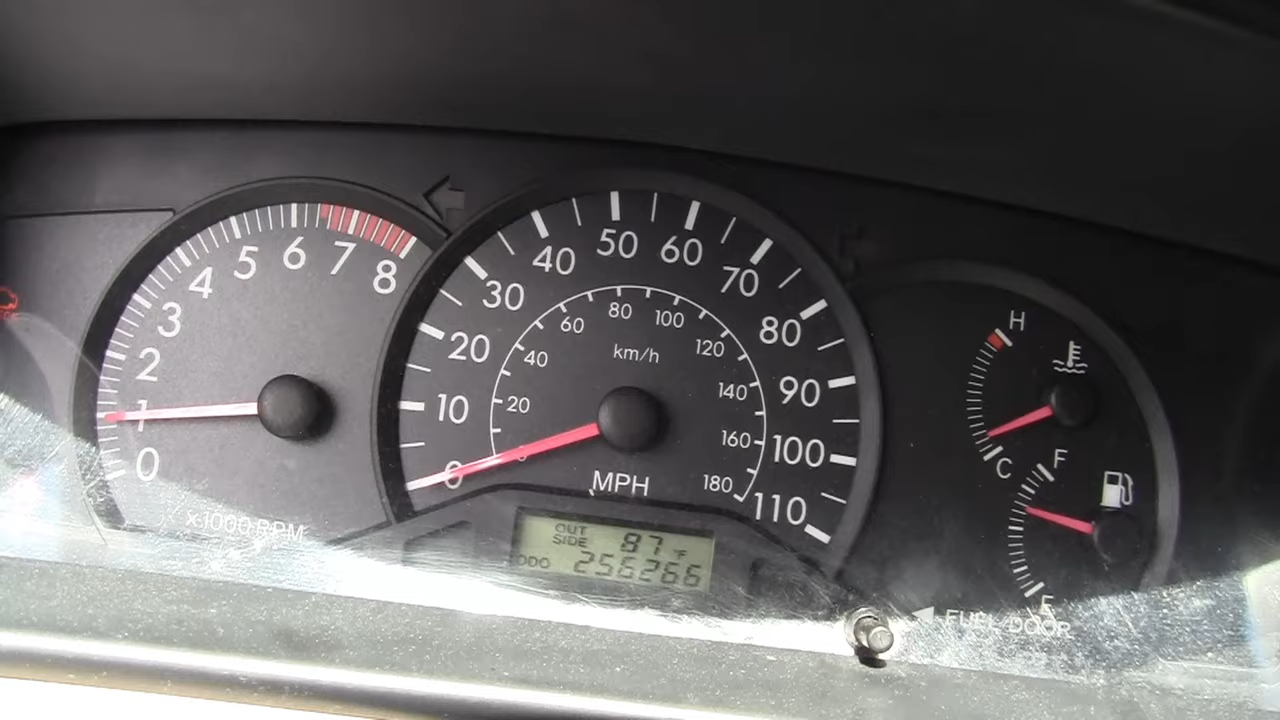 0 1 2 3 4 5 6 7 8
x1000 RPM
0 10 20 30 40 50 60 70 80 90 100 110
MPH
20 40 60 80 100 120 140 160 180
km/h
OUT SIDE 87 °F
ODO 256266
H
C
F
E
FUEL DOOR